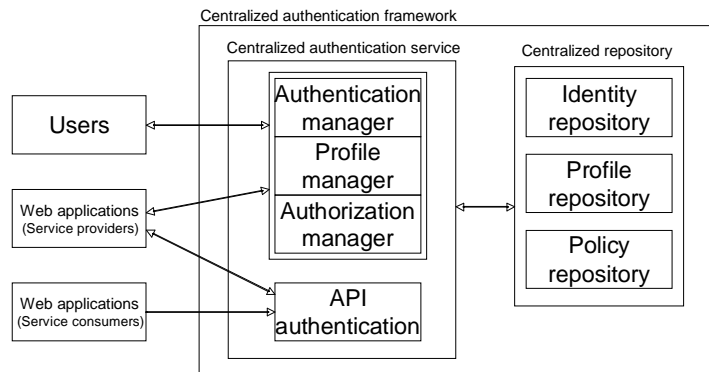 Centralized authentication framework
Centralized authentication service
Centralized repository
Users
Web applications
(Service providers)
Web applications
(Service consumers)
Authentication
manager
Profile
manager
Authorization
manager
API
authentication
Identity
repository
Profile
repository
Policy
repository